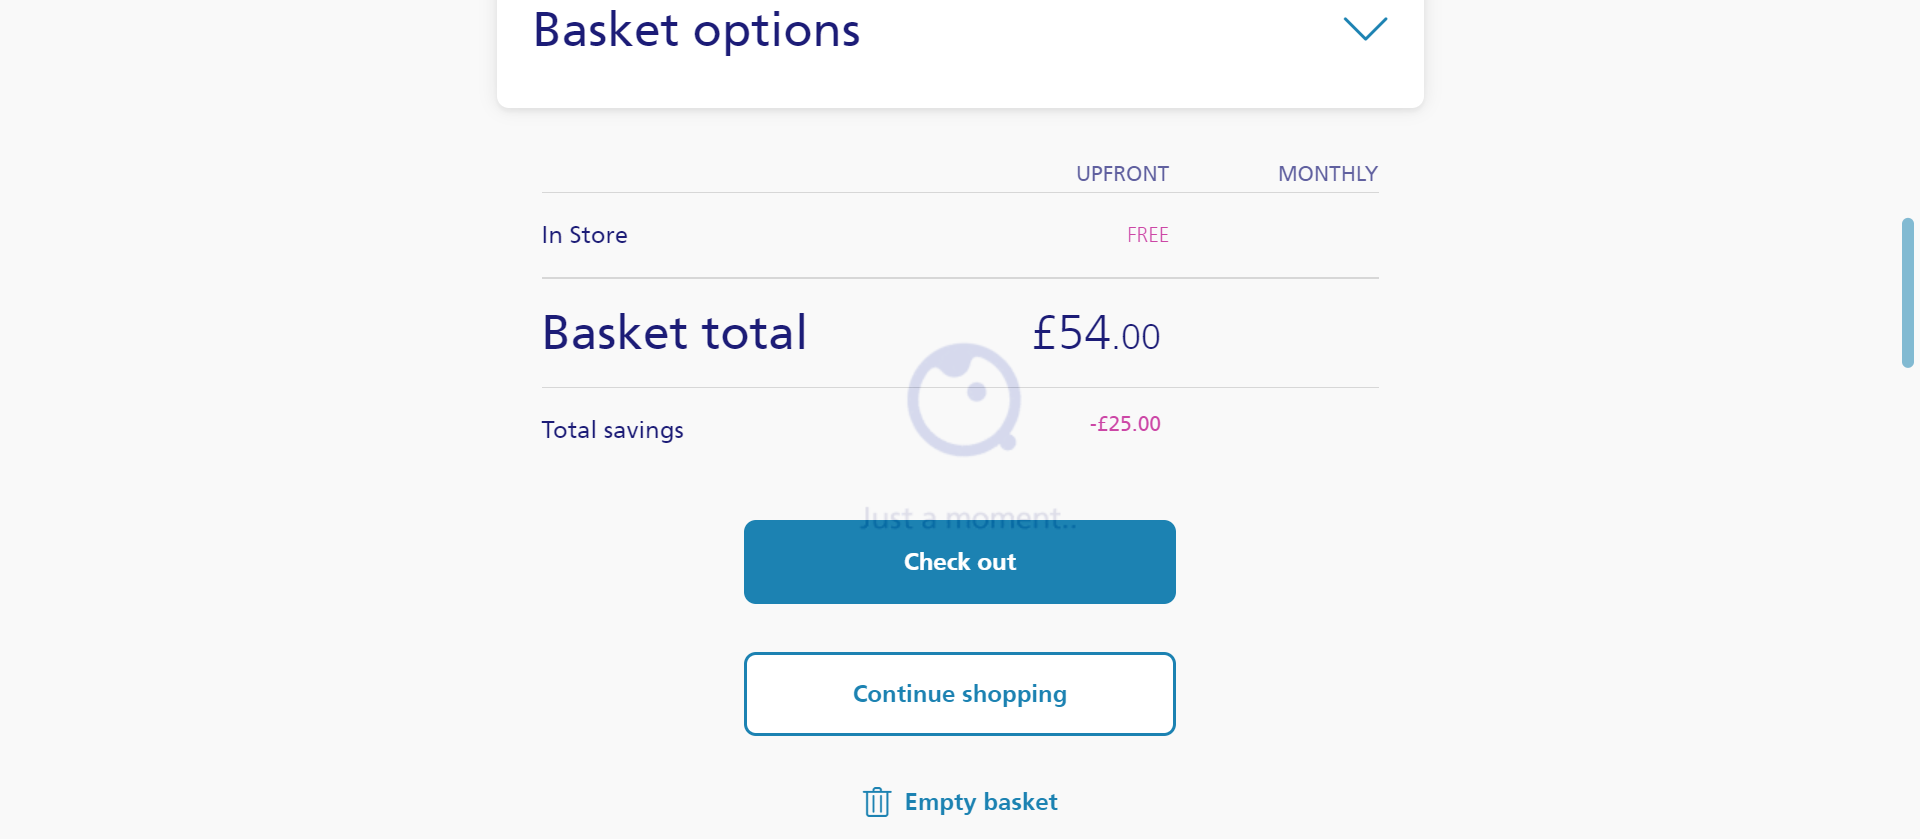 Basket options
UPFRONT MONTHLY
In Store FREE
Basket total £54.00
Total savings -£25.00
Just a moment..
Check out
Continue shopping
Empty basket